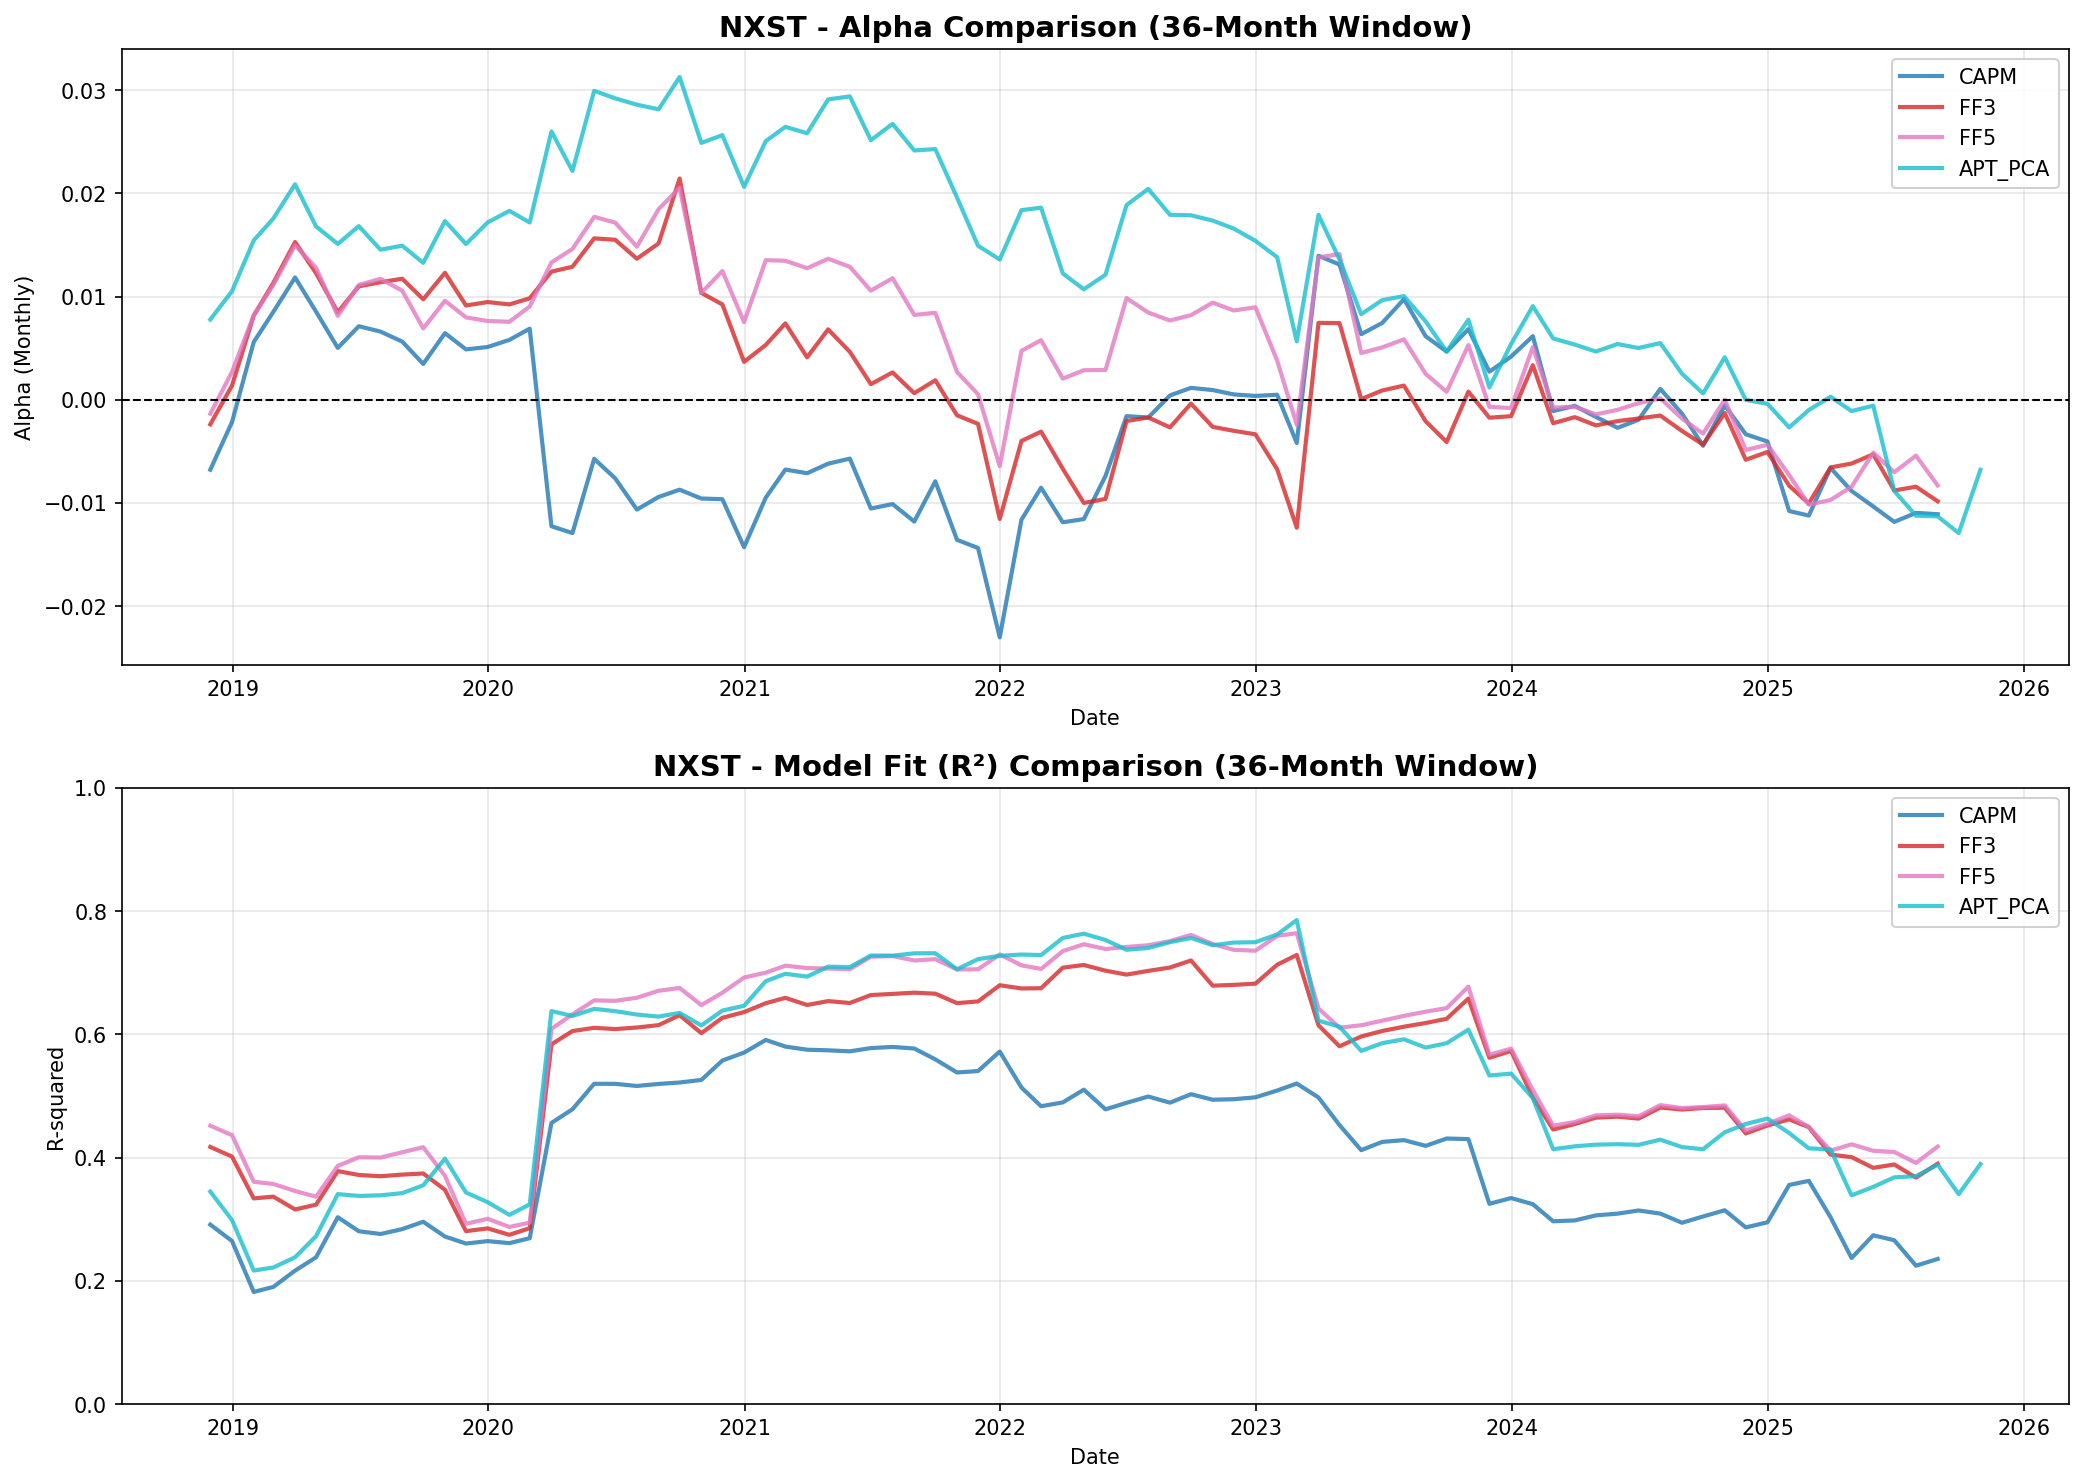 NXST - Alpha Comparison (36-Month Window)
Alpha (Monthly)
0.03
0.02
0.01
0.00
−0.01
−0.02
CAPM
FF3
FF5
APT_PCA
2019 2020 2021 2022 2023 2024 2025 2026
Date
NXST - Model Fit (R²) Comparison (36-Month Window)
R-squared
1.0
0.8
0.6
0.4
0.2
0.0
CAPM
FF3
FF5
APT_PCA
2019 2020 2021 2022 2023 2024 2025 2026
Date